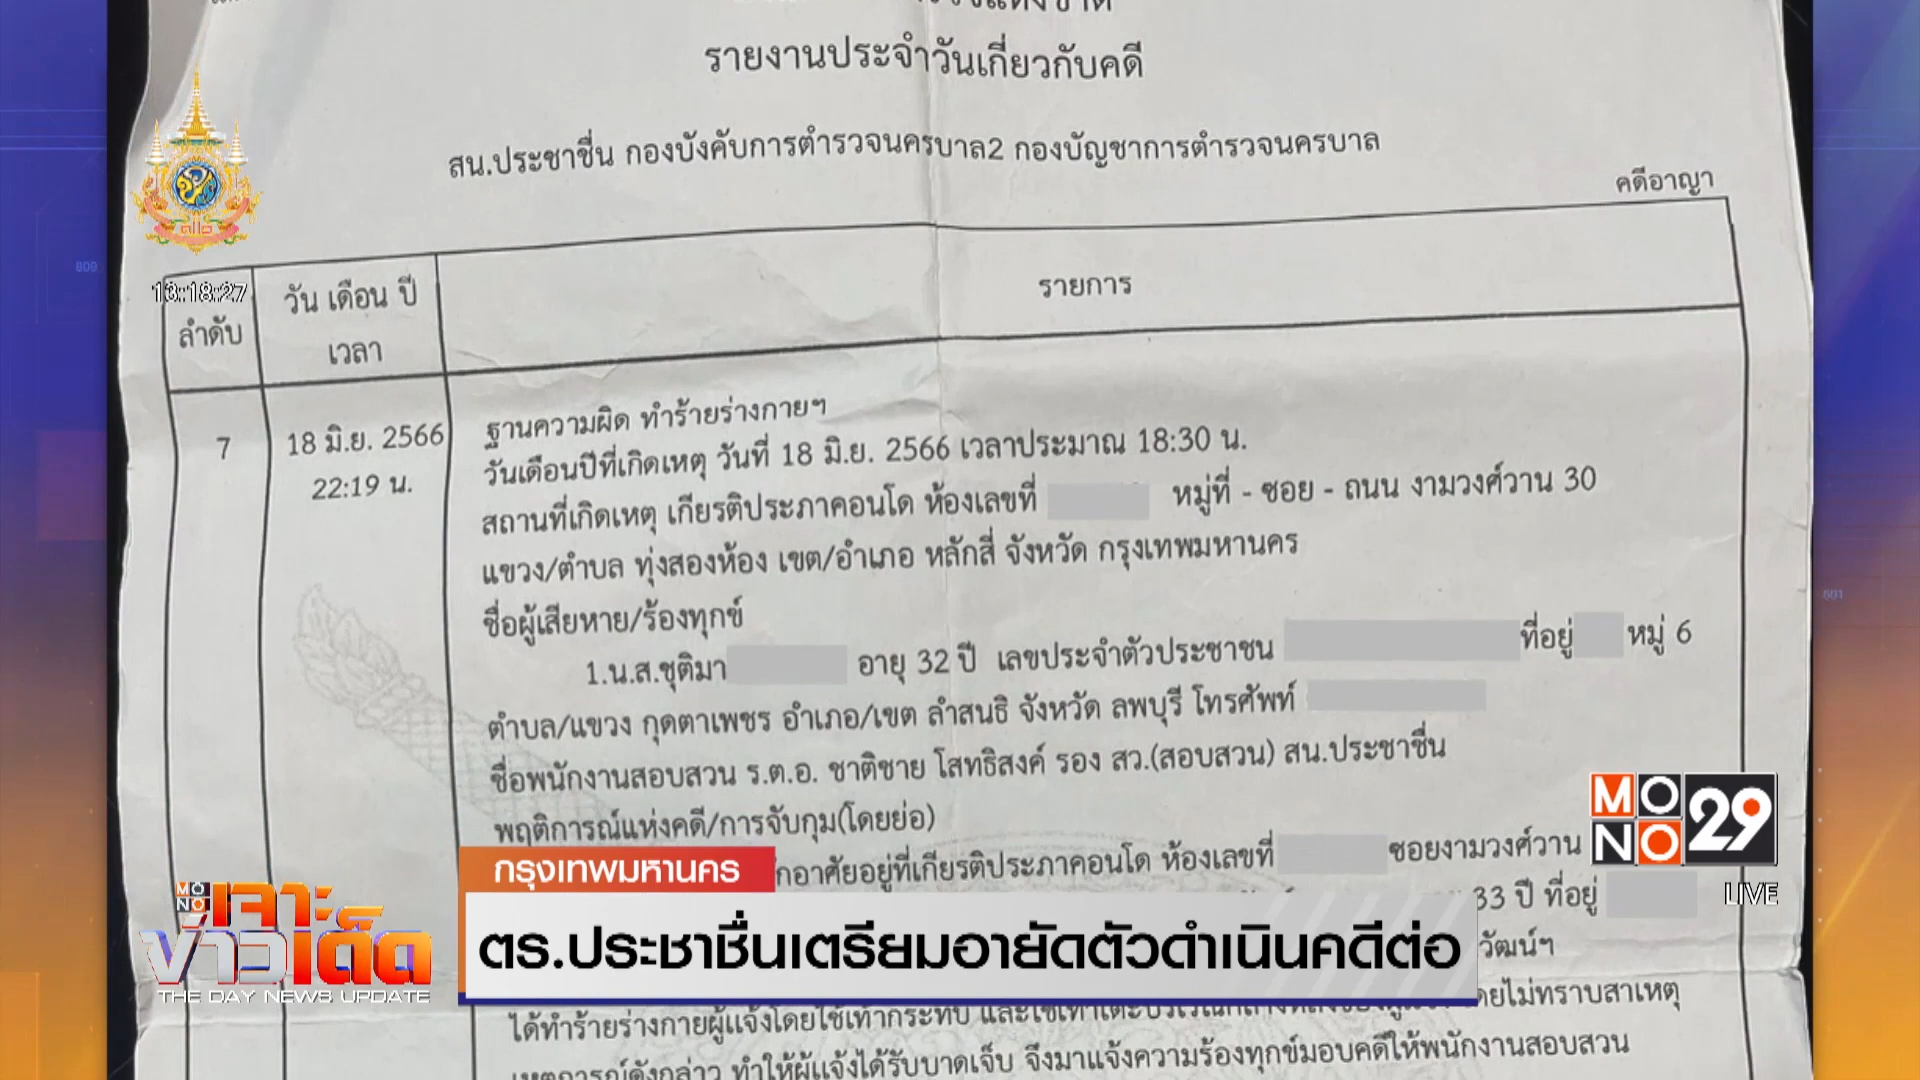 รายงานประจำวันเกี่ยวกับคดี
สน.ประชาชื่น กองบังคับการตำรวจนครบาล2 กองบัญชาการตำรวจนครบาล
คดีอาญา
13:18:27
ลำดับ
วัน เดือน ปี
เวลา
รายการ
7
18 มิ.ย. 2566
22:19 น.
ฐานความผิด ทำร้ายร่างกายฯ
วันเดือนปีที่เกิดเหตุ วันที่ 18 มิ.ย. 2566 เวลาประมาณ 18:30 น.
สถานที่เกิดเหตุ เกียรติประภาคอนโด ห้องเลขที่ หมู่ที่ - ซอย - ถนน งามวงศ์วาน 30
แขวง/ตำบล ทุ่งสองห้อง เขต/อำเภอ หลักสี่ จังหวัด กรุงเทพมหานคร
ชื่อผู้เสียหาย/ร้องทุกข์
1.น.ส.ชุติมา อายุ 32 ปี เลขประจำตัวประชาชน ที่อยู่ หมู่ 6
ตำบล/แขวง กุดตาเพชร อำเภอ/เขต ลำสนธิ จังหวัด ลพบุรี โทรศัพท์
ชื่อพนักงานสอบสวน ร.ต.อ. ชาติชาย โสทธิสงค์ รอง สว.(สอบสวน) สน.ประชาชื่น
พฤติการณ์แห่งคดี/การจับกุม(โดยย่อ)
อาศัยอยู่ที่เกียรติประภาคอนโด ห้องเลขที่ ซอยงามวงศ์วาน
33 ปี ที่อยู่
วัฒน์ฯ
ได้ทำร้ายร่างกายผู้แจ้งโดยใช้เท้ากระทืบ โดยไม่ทราบสาเหตุ
เหตุการณ์ดังกล่าว ทำให้ผู้แจ้งได้รับบาดเจ็บ จึงมาแจ้งความร้องทุกข์มอบคดีให้พนักงานสอบสวน
กรุงเทพมหานคร
ตร.ประชาชื่นเตรียมอายัดตัวดำเนินคดีต่อ
MONO
เจาะข่าวเด็ด
THE DAY NEWS UPDATE
MONO 29
LIVE